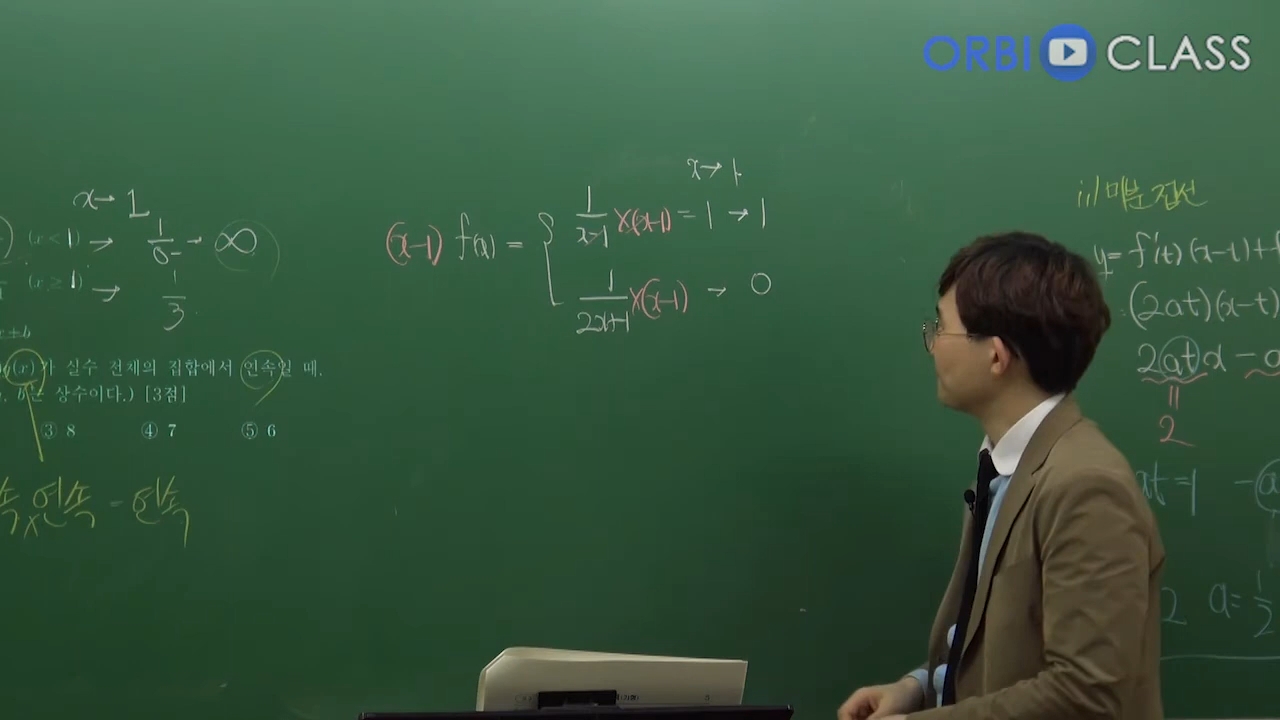 ORBI CLASS
x → 1
(x < 1) → 1/0- → ∞
(x ≥ 1) → 1/3
x±b
(x)가 실수 전체의 집합에서 연속일 때,
b는 상수이다.) [3점]
③ 8 ④ 7 ⑤ 6
속 × 연속 = 연속
x → 1
(x-1) f(x) = { 1/(x-1) ×(x-1) = 1 → 1
1/(2x+1) ×(x-1) → 0
ii) 미분 접선
y = f'(t)(x-t)+f
(2at)(x-t)
2atx -
=
2
at=1 -
2 a=1/2